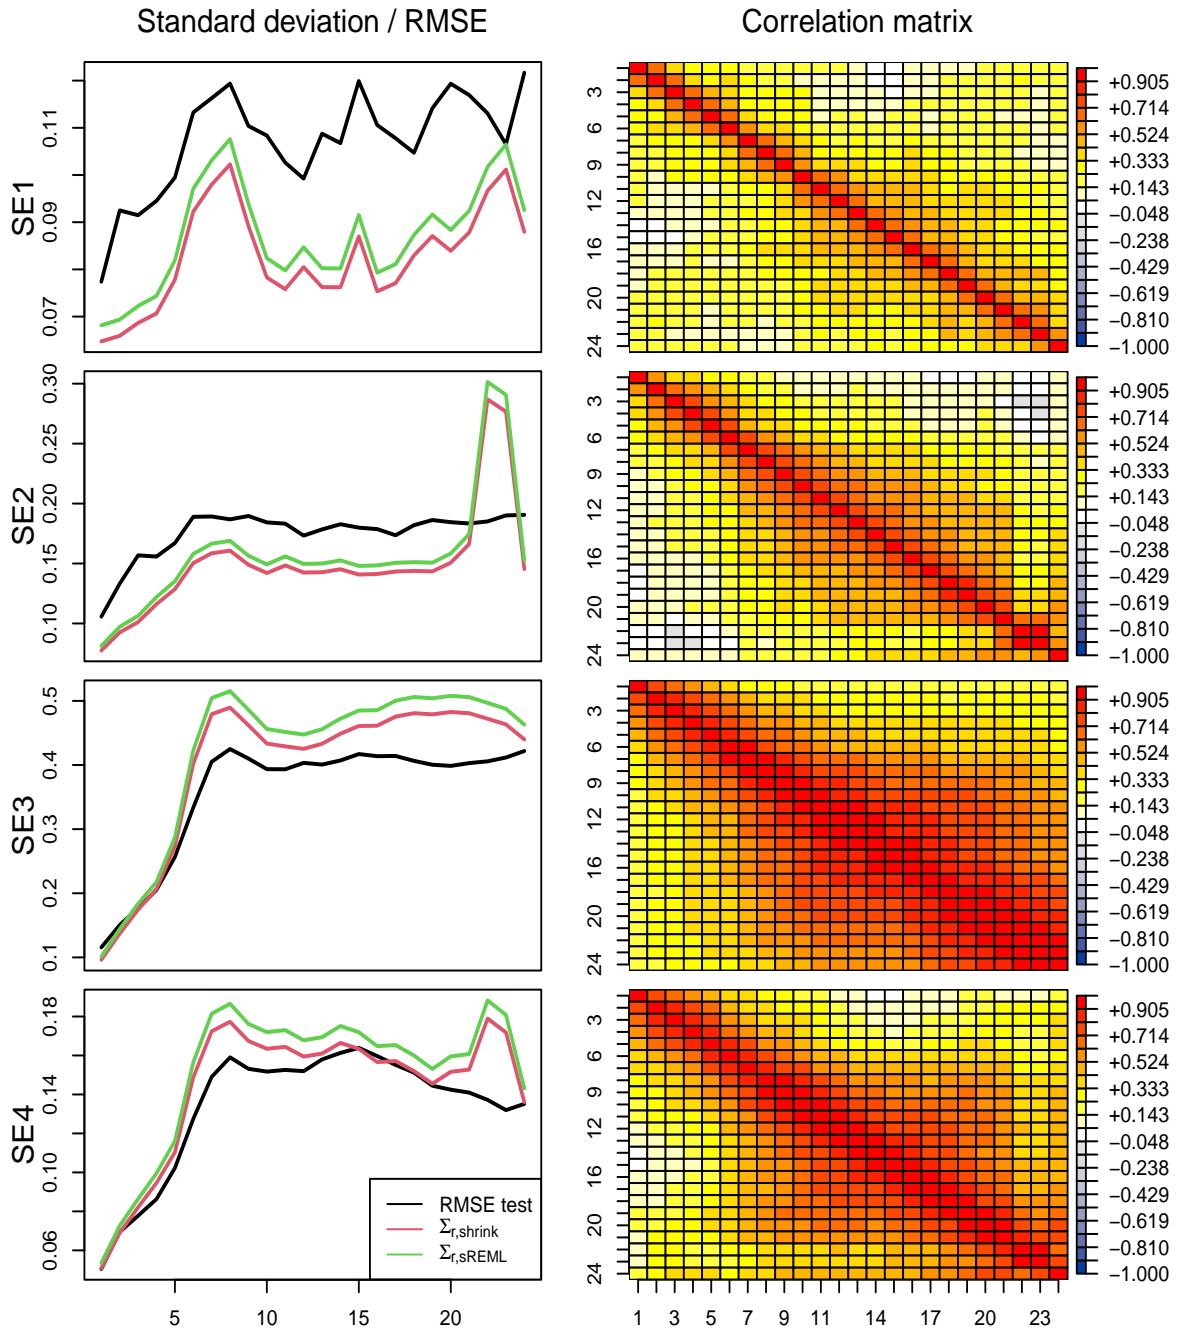 Standard deviation / RMSE
Correlation matrix
SE1
0.07 0.09 0.11
3 6 9 12 16 20 24
+0.905
+0.714
+0.524
+0.333
+0.143
−0.048
−0.238
−0.429
−0.619
−0.810
−1.000
SE2
0.10 0.15 0.20 0.25 0.30
3 6 9 12 16 20 24
+0.905
+0.714
+0.524
+0.333
+0.143
−0.048
−0.238
−0.429
−0.619
−0.810
−1.000
SE3
0.1 0.2 0.3 0.4 0.5
3 6 9 12 16 20 24
+0.905
+0.714
+0.524
+0.333
+0.143
−0.048
−0.238
−0.429
−0.619
−0.810
−1.000
SE4
0.06 0.10 0.14 0.18
RMSE test
Σr,shrink
Σr,sREML
5 10 15 20
3 6 9 12 16 20 24
+0.905
+0.714
+0.524
+0.333
+0.143
−0.048
−0.238
−0.429
−0.619
−0.810
−1.000
1 3 5 7 9 11 14 17 20 23